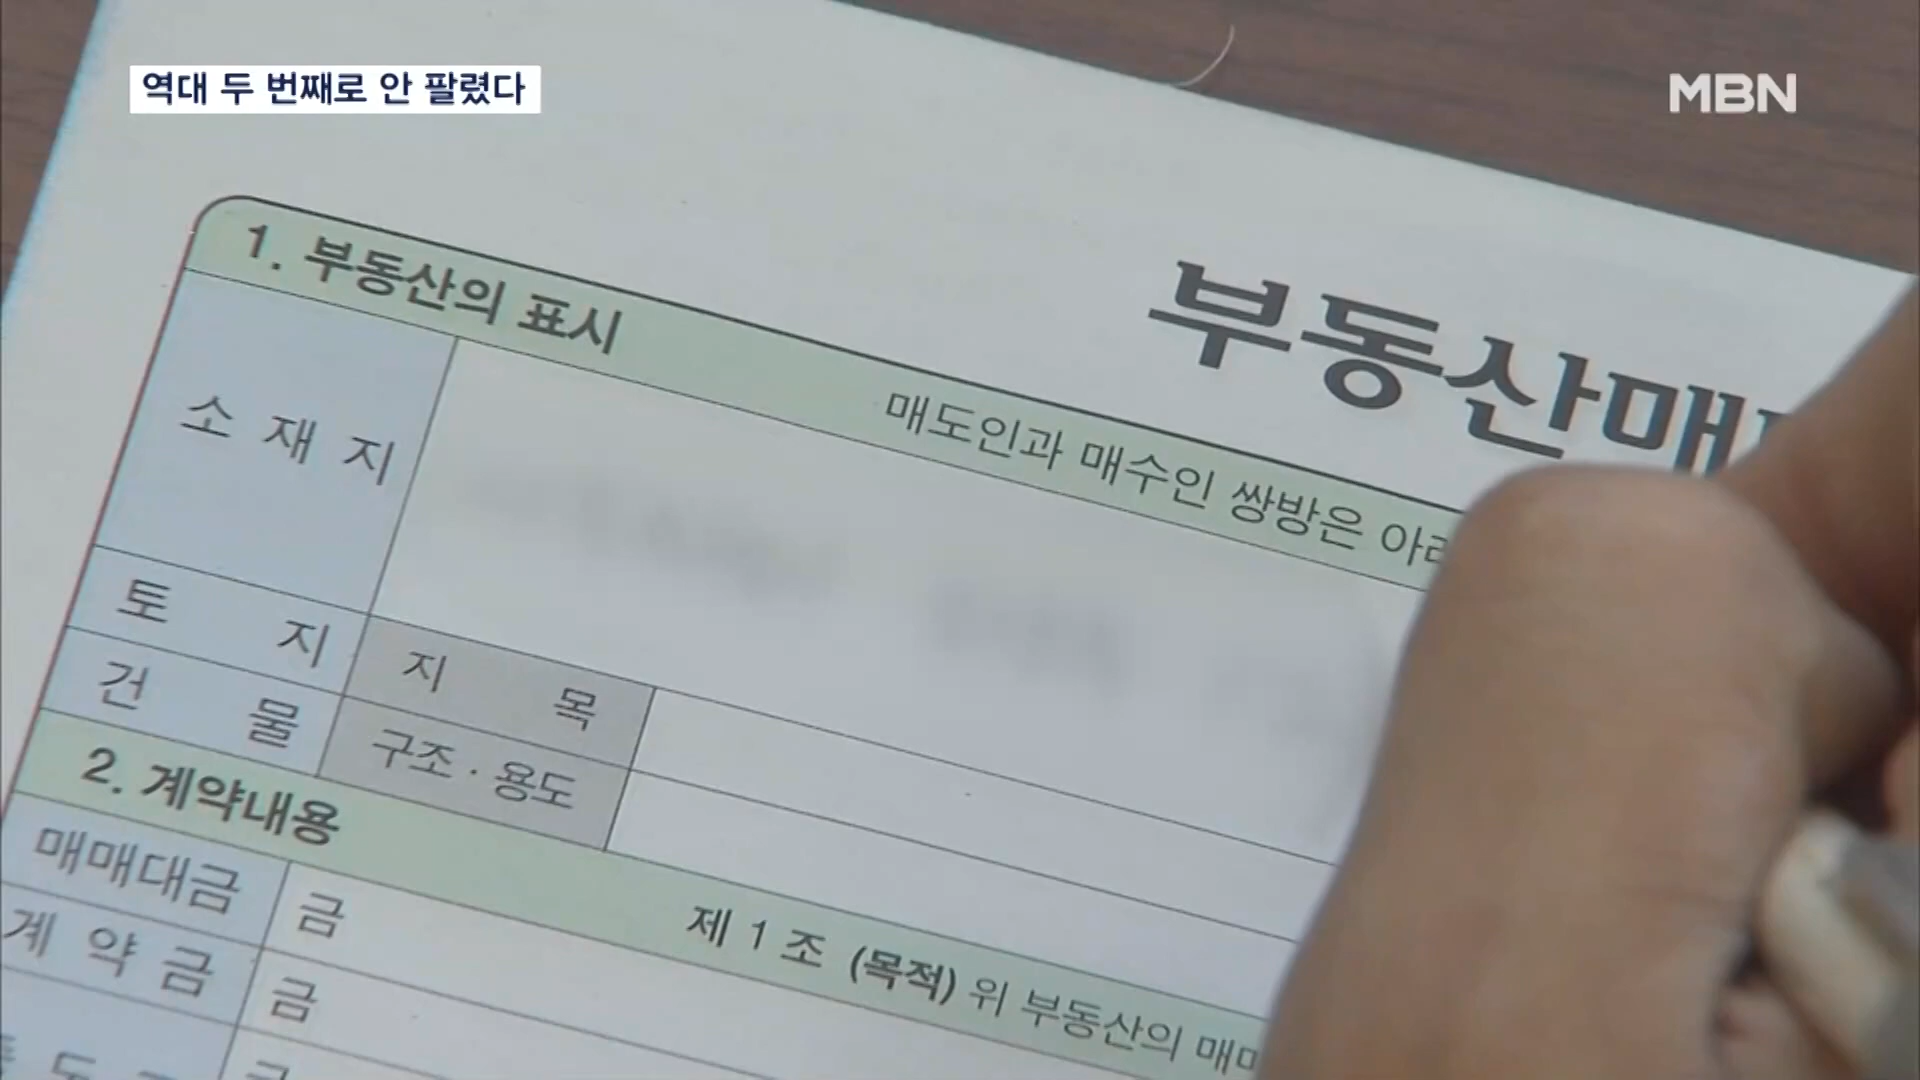 역대 두 번째로 안 팔렸다
MBN
부동산매
1. 부동산의 표시
매도인과 매수인 쌍방은
소 재 지
토 지
지 목
건 물
구조 · 용도
2. 계약내용
매매대금
금
제 1 조 (목적) 위 부동산의
계 약 금
금